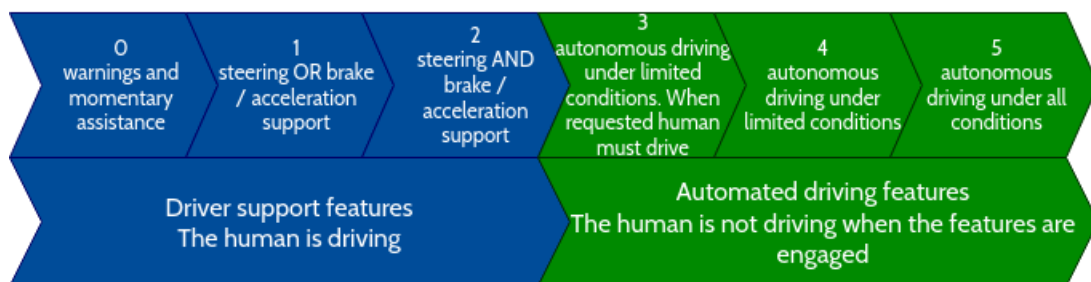 0
warnings and
momentary
assistance
1
steering OR brake
/ acceleration
support
2
steering AND
brake /
acceleration
support
3
autonomous driving
under limited
conditions. When
requested human
must drive
4
autonomous
driving under
limited conditions
5
autonomous
driving under all
conditions
Driver support features
The human is driving
Automated driving features
The human is not driving when the features are
engaged